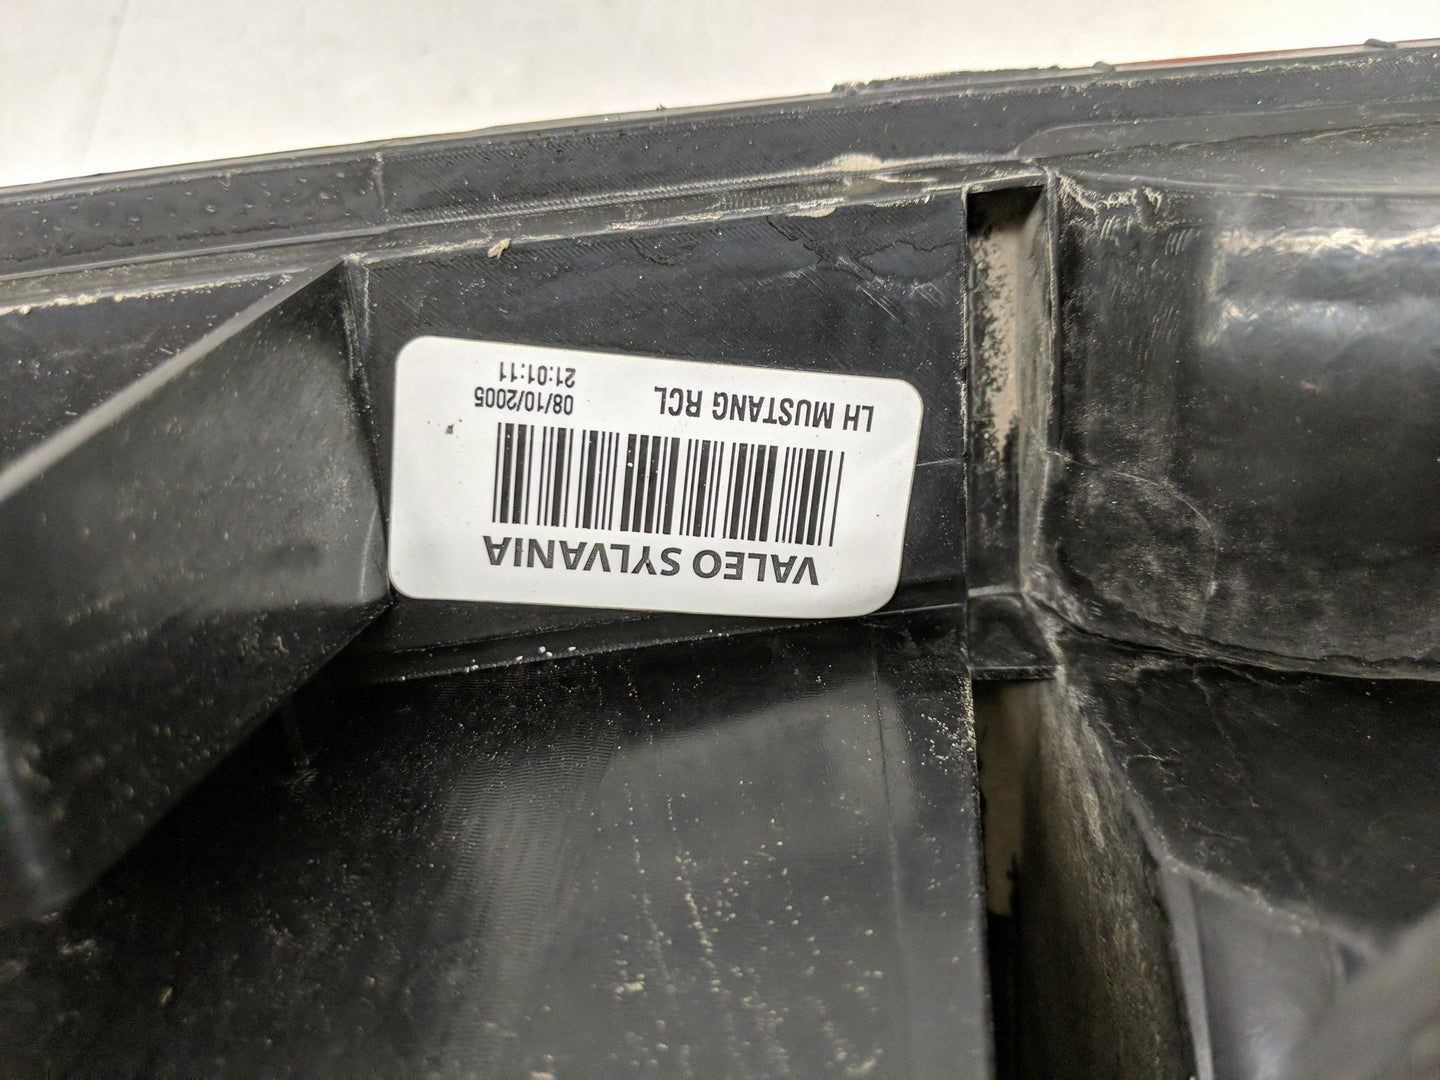 VALEO SYLVANIA
LH MUSTANG RCL
08/10/2005
21:01:11